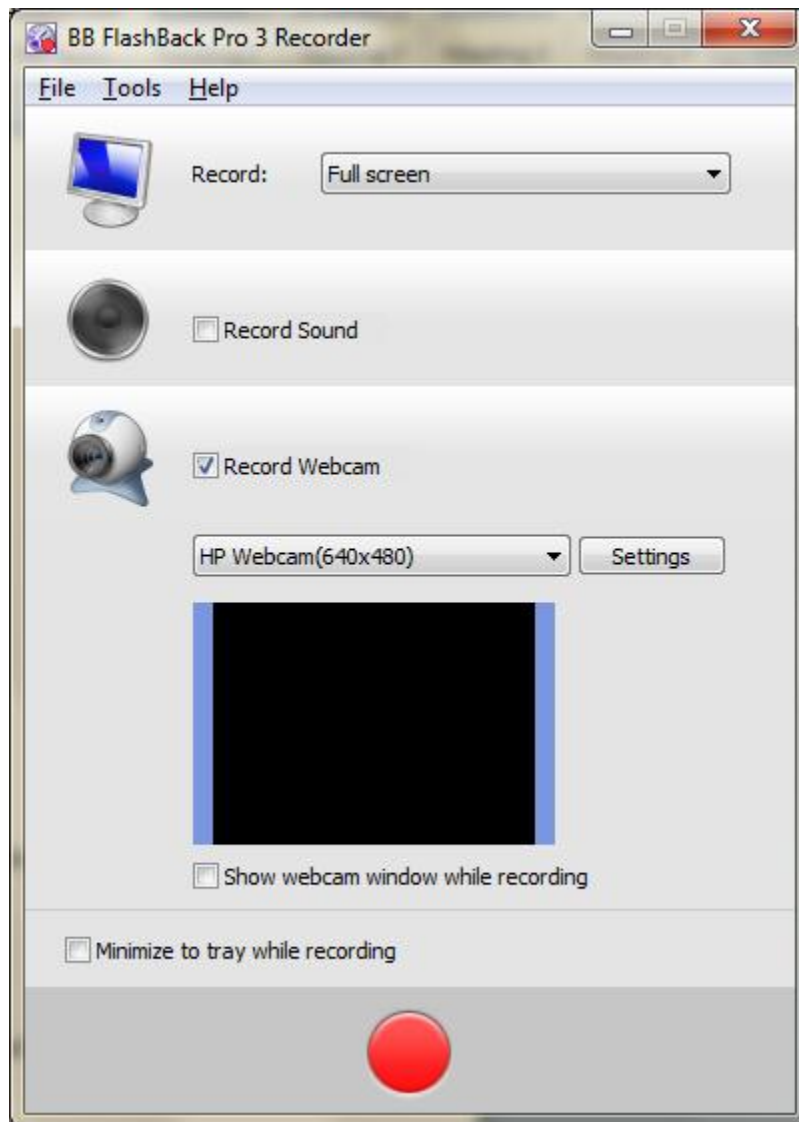 BB FlashBack Pro 3 Recorder
File Tools Help
Record: Full screen
Record Sound
Record Webcam
HP Webcam(640x480) Settings
Show webcam window while recording
Minimize to tray while recording